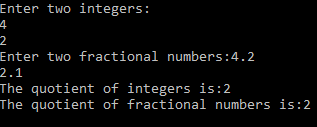 Enter two integers:
4
2
Enter two fractional numbers:4.2
2.1
The quotient of integers is:2
The quotient of fractional numbers is:2